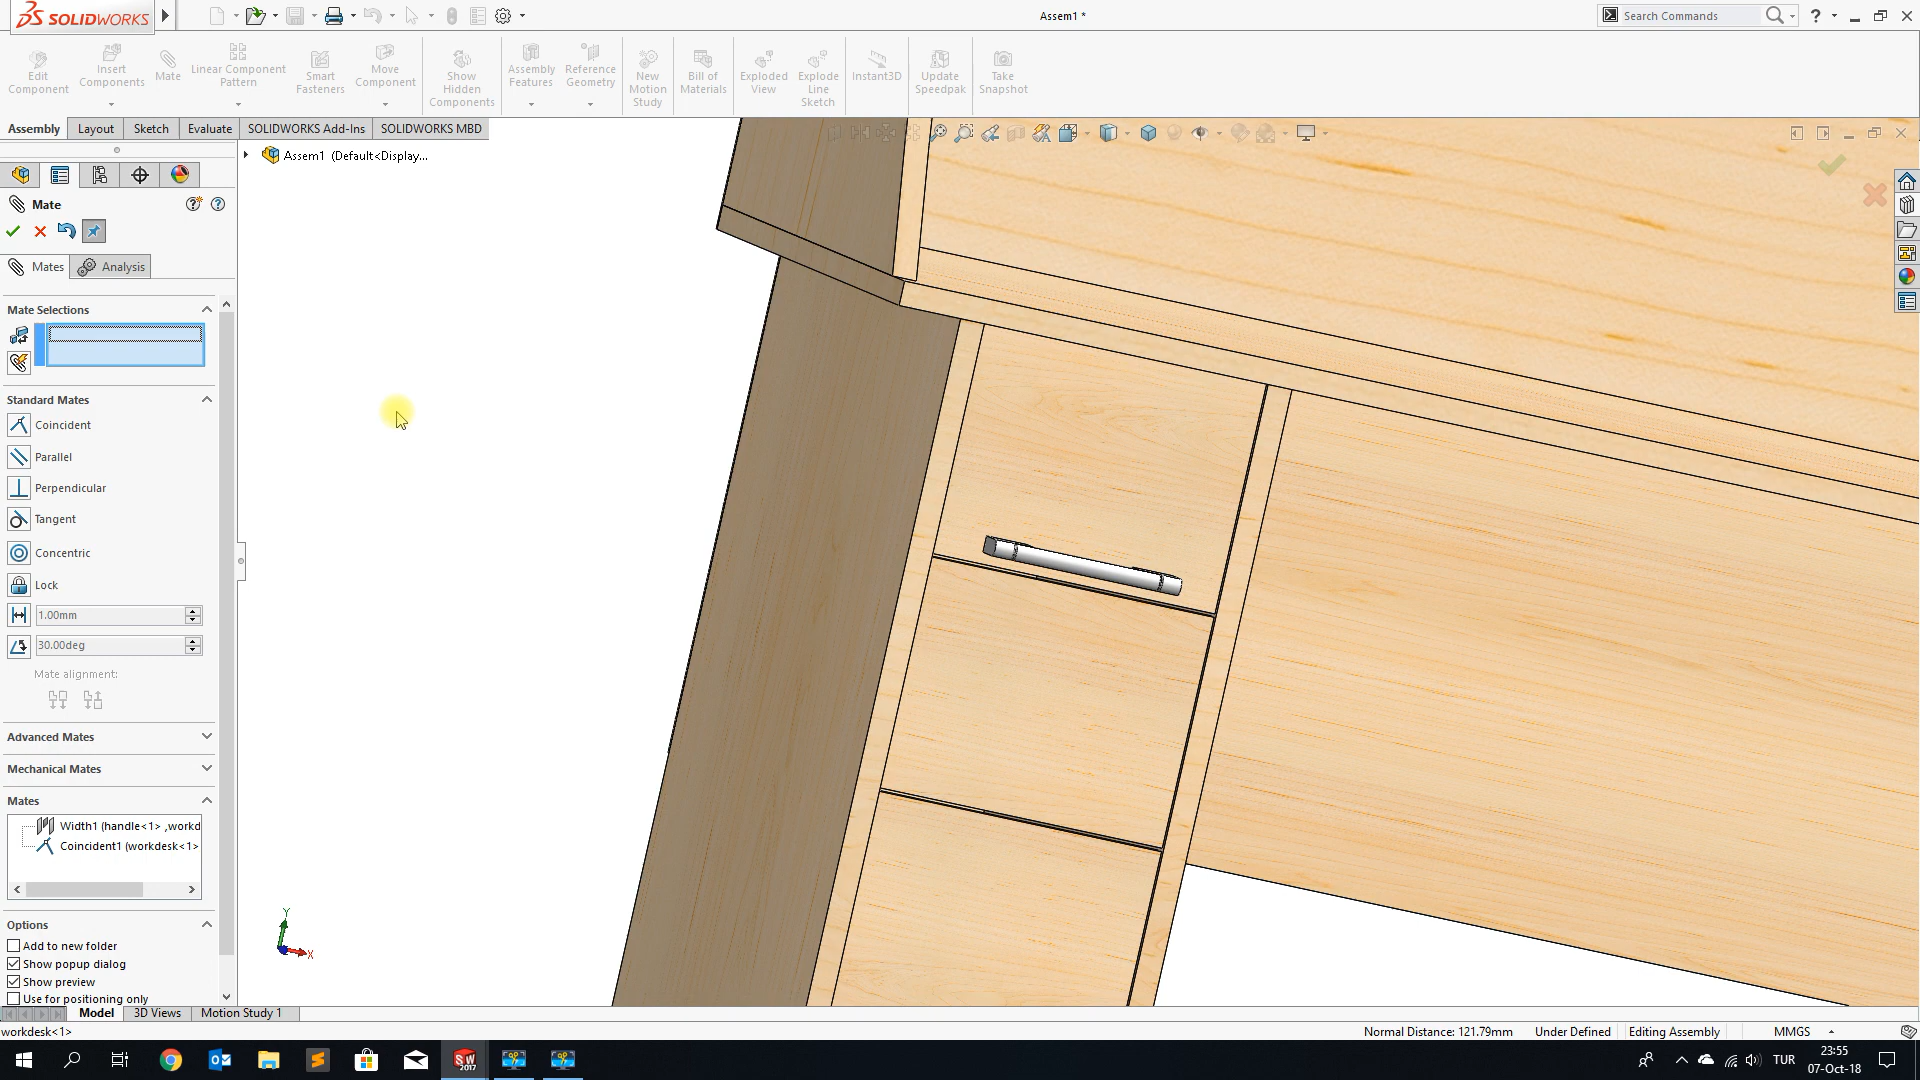 SOLIDWORKS
Assem1 *
Search Commands
?
Edit Component
Insert Components
Mate
Linear Component Pattern
Smart Fasteners
Move Component
Show Hidden Components
Assembly Features
Reference Geometry
New Motion Study
Bill of Materials
Exploded View
Explode Line Sketch
Instant3D
Update Speedpak
Take Snapshot
Assembly
Layout
Sketch
Evaluate
SOLIDWORKS Add-Ins
SOLIDWORKS MBD
Assem1 (Default<Display...
Mate
Mates
Analysis
Mate Selections
Standard Mates
Coincident
Parallel
Perpendicular
Tangent
Concentric
Lock
1.00mm
30.00deg
Mate alignment:
Advanced Mates
Mechanical Mates
Mates
Width1 (handle<1> ,workd
Coincident1 (workdesk<1>
Options
Add to new folder
Show popup dialog
Show preview
Use for positioning only
Y
X
Model
3D Views
Motion Study 1
workdesk<1>
Normal Distance: 121.79mm
Under Defined
Editing Assembly
MMGS
SW 2017
TUR
23:55
07-Oct-18